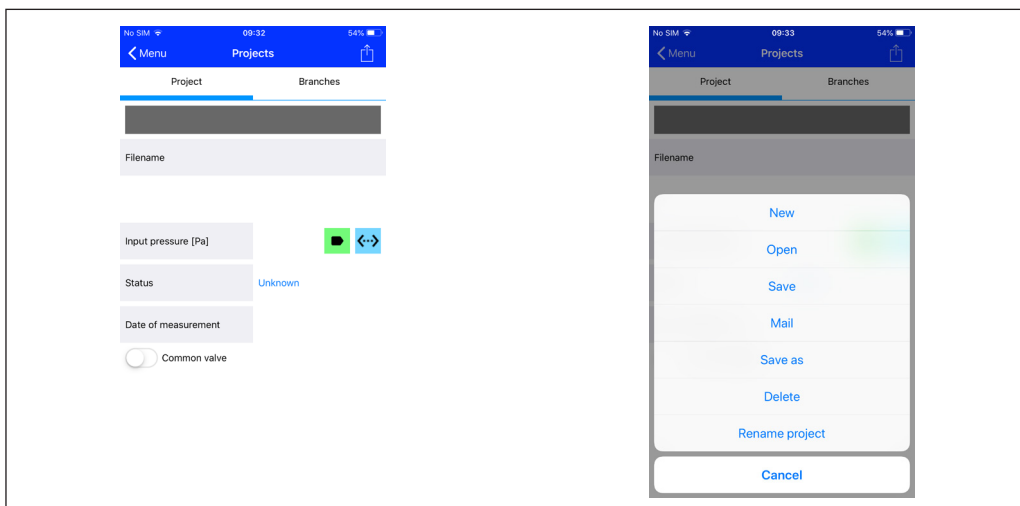 No SIM 09:32 54%
Menu Projects
Project Branches
Filename
Input pressure [Pa]
Status Unknown
Date of measurement
Common valve
No SIM 09:33 54%
Menu Projects
Project Branches
Filename
New
Open
Save
Mail
Save as
Delete
Rename project
Cancel